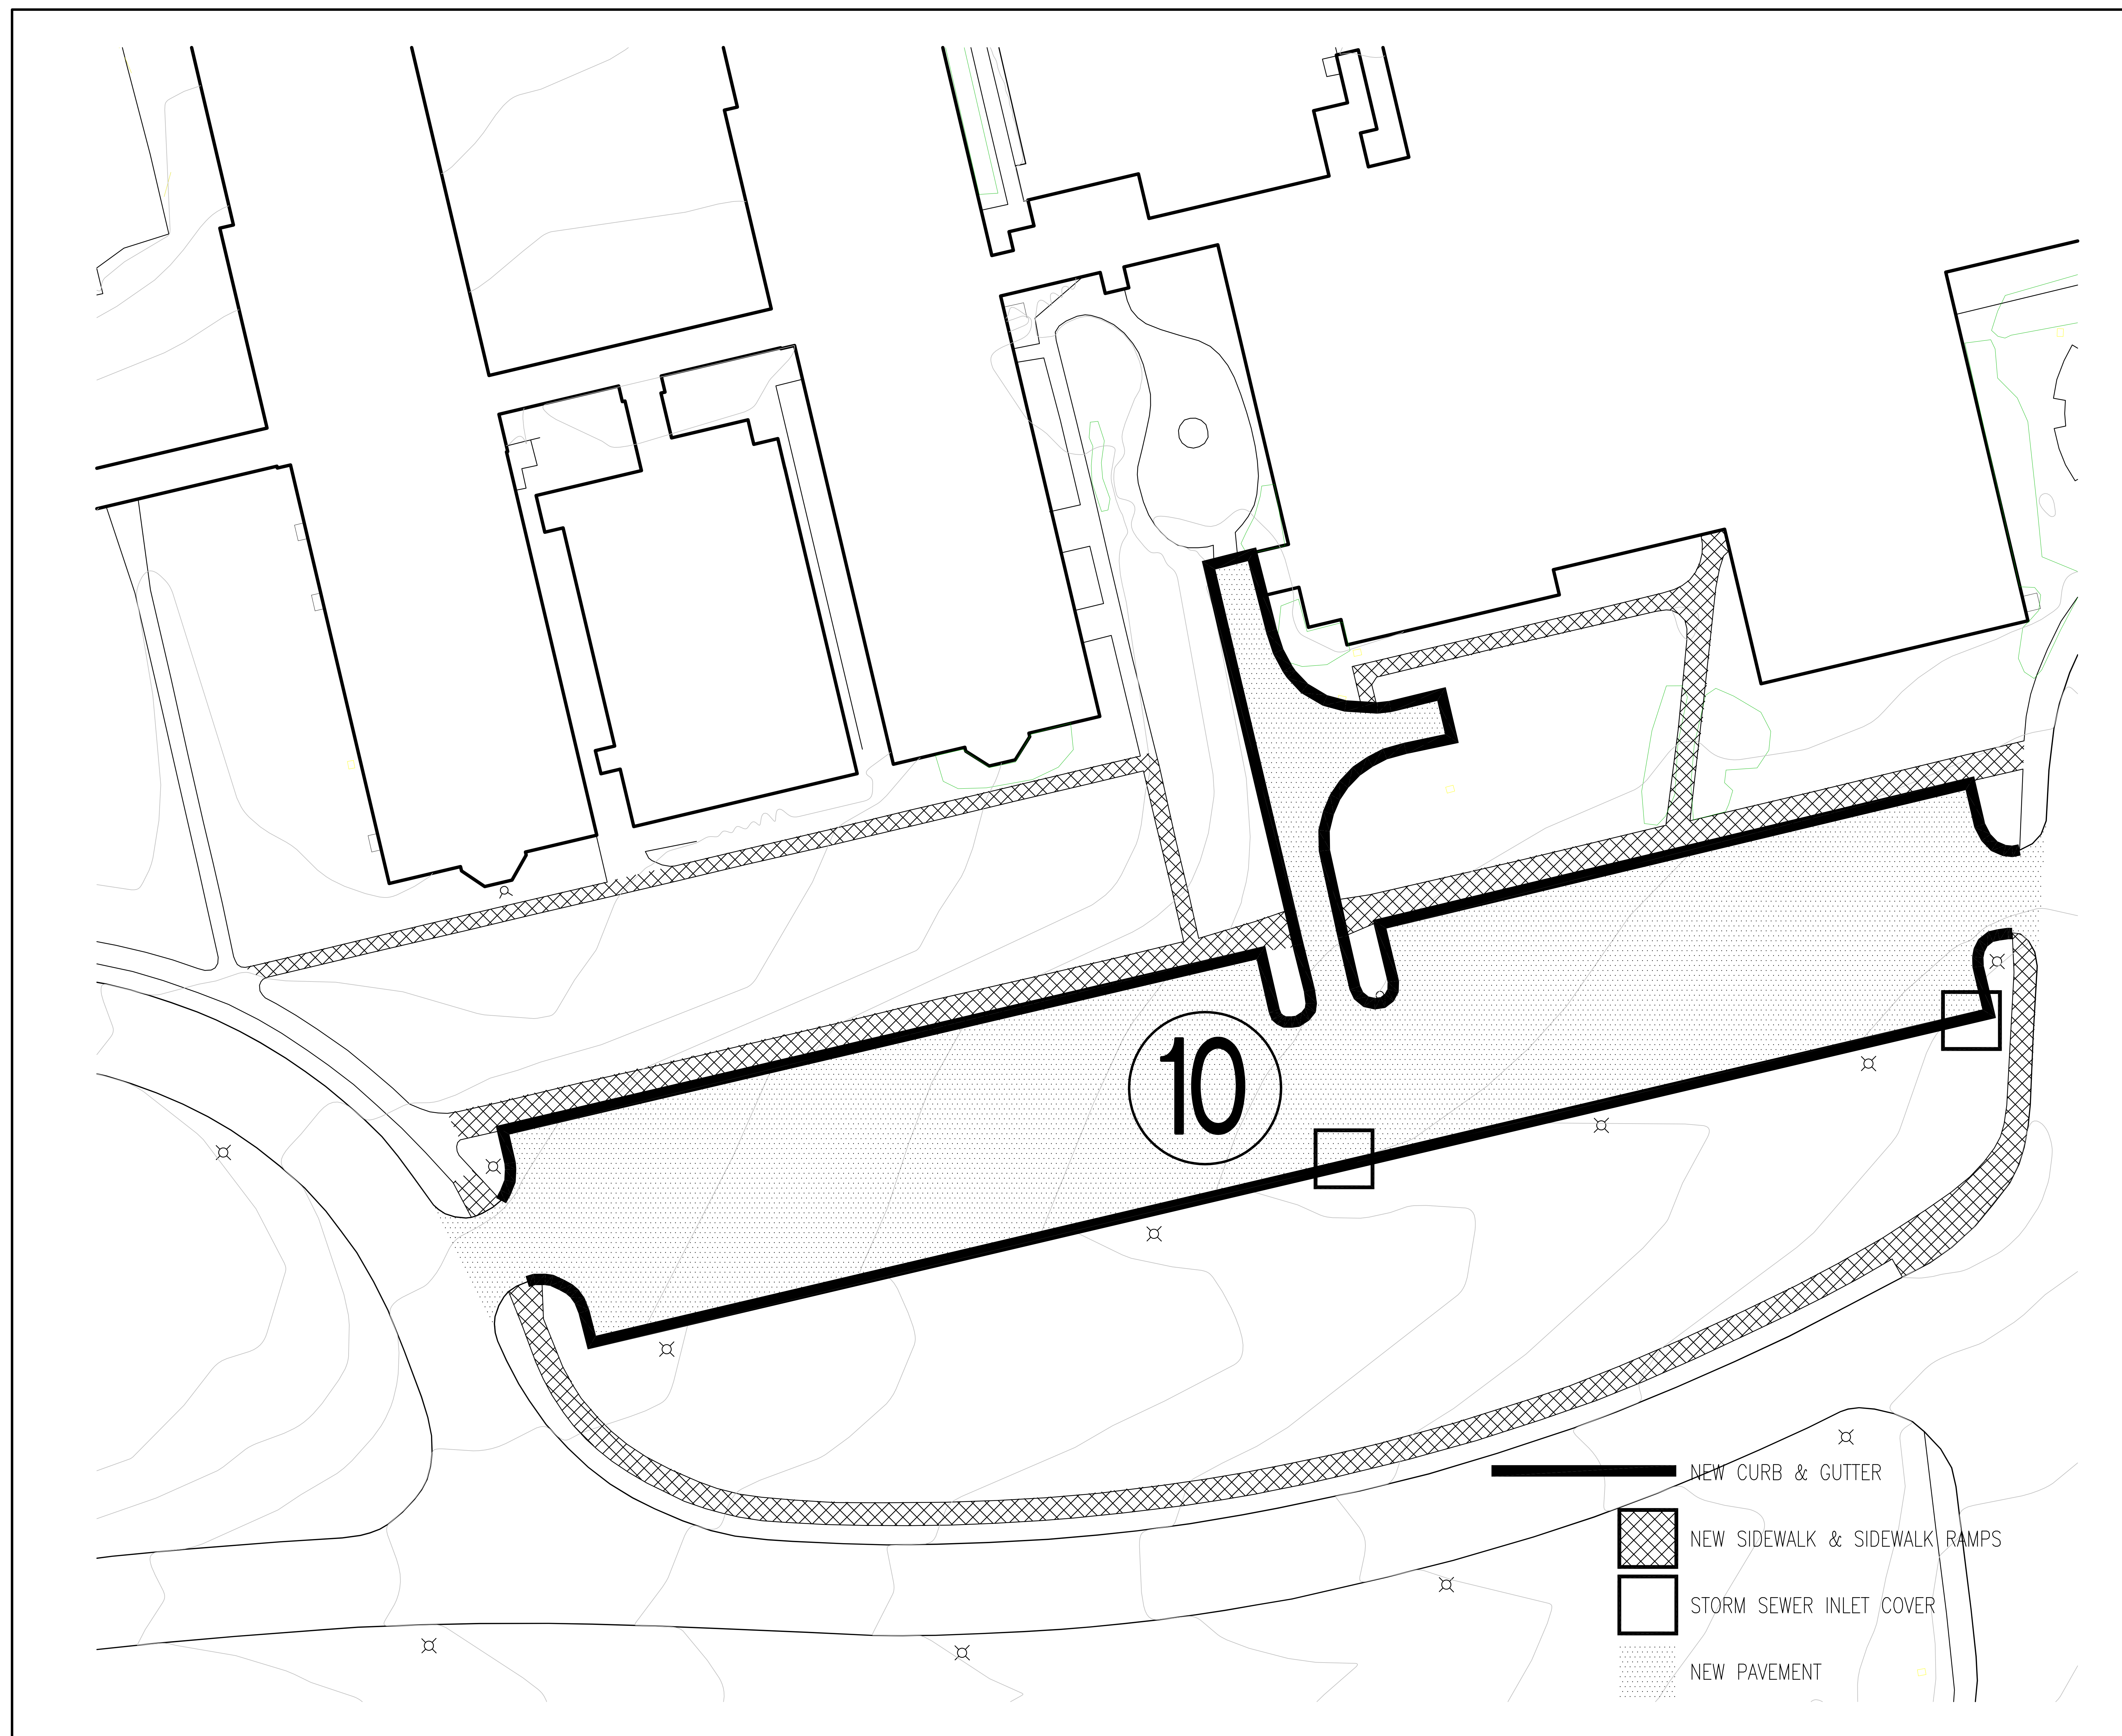 10
NEW CURB & GUTTER
NEW SIDEWALK & SIDEWALK RAMPS
STORM SEWER INLET COVER
NEW PAVEMENT